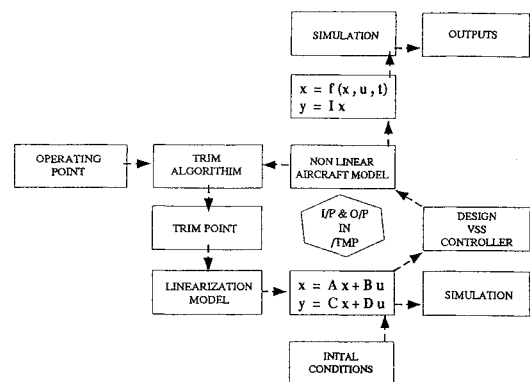 SIMULATION
OUTPUTS
x = f (x, u, t)
y = I x
OPERATING
POINT
TRIM
ALGORITHIM
NON LINEAR
AIRCRAFT MODEL
TRIM POINT
I/P & O/P
IN
/TMP
DESIGN
VSS
CONTROLLER
LINEARIZATION
MODEL
x = A x + B u
y = C x + D u
SIMULATION
INITAL
CONDITIONS